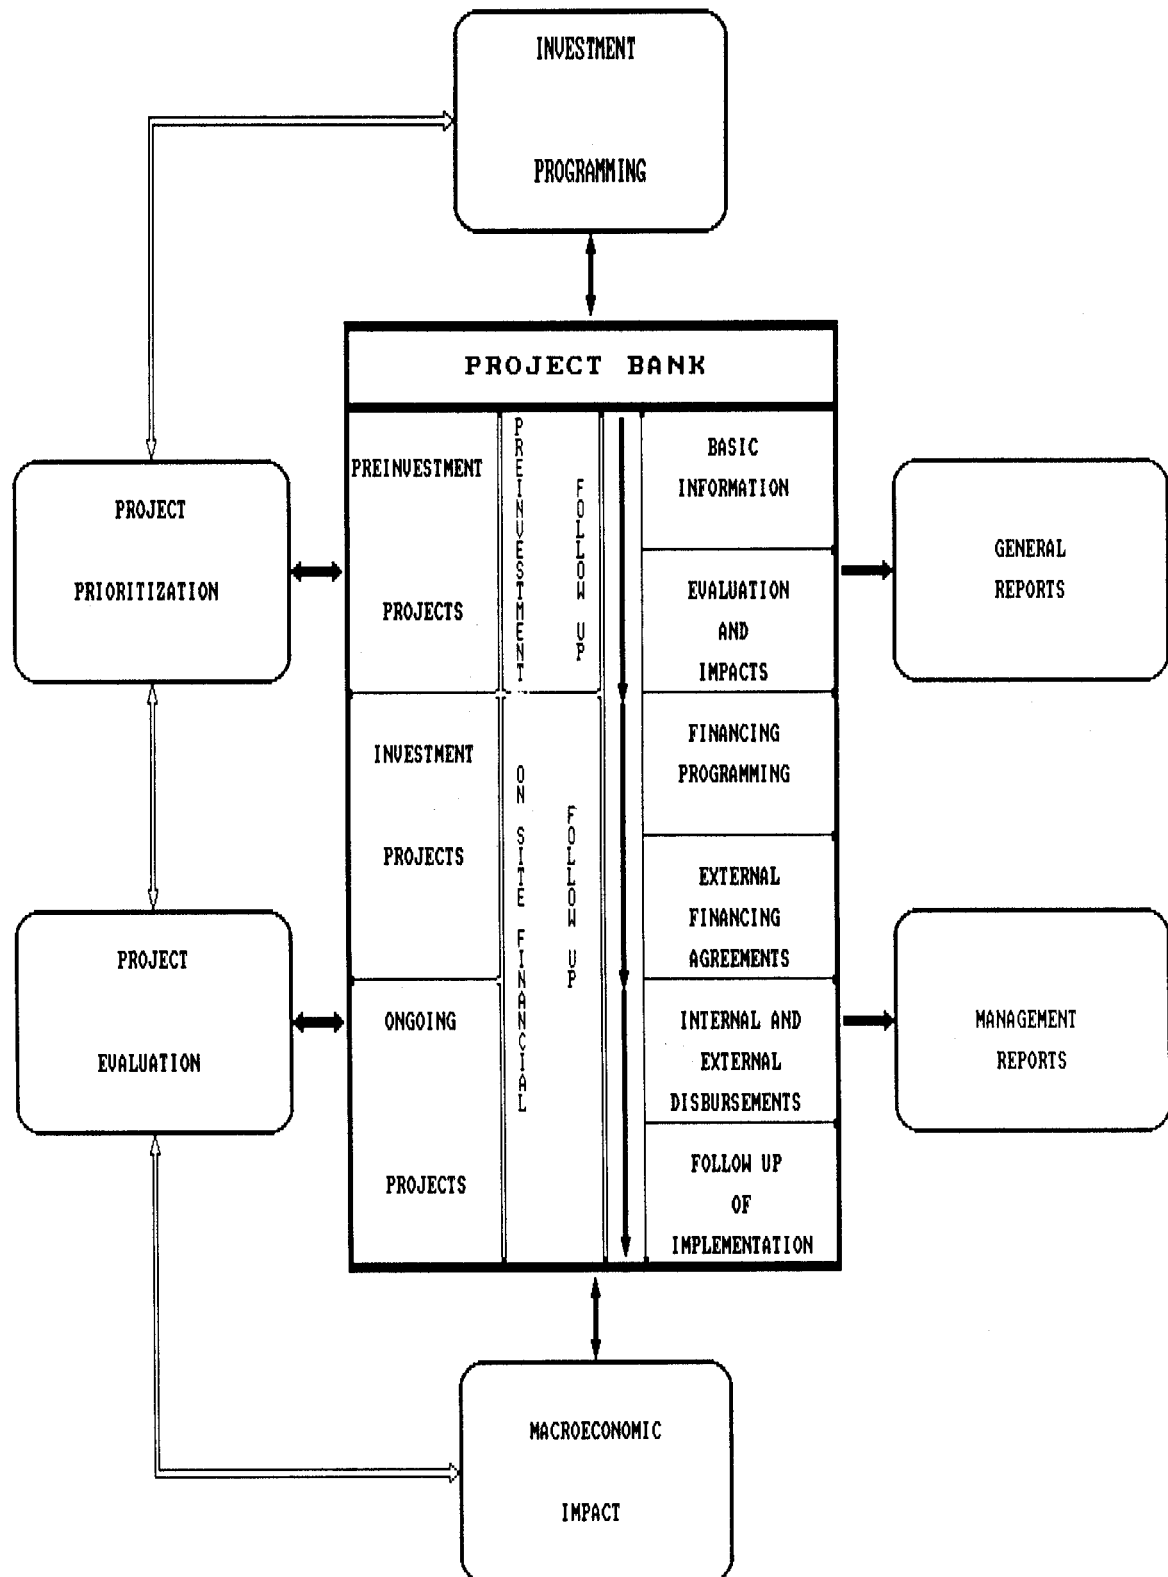 INVESTMENT
PROGRAMMING
PROJECT BANK
PREINVESTMENT
PROJECTS
PREINVESTMENT
FOLLOW UP
BASIC
INFORMATION
EVALUATION
AND
IMPACTS
INVESTMENT
PROJECTS
ON SITE FINANCIAL
FOLLOW UP
FINANCING
PROGRAMMING
EXTERNAL
FINANCING
AGREEMENTS
ONGOING
PROJECTS
INTERNAL AND
EXTERNAL
DISBURSEMENTS
FOLLOW UP
OF
IMPLEMENTATION
PROJECT
PRIORITIZATION
PROJECT
EVALUATION
GENERAL
REPORTS
MANAGEMENT
REPORTS
MACROECONOMIC
IMPACT